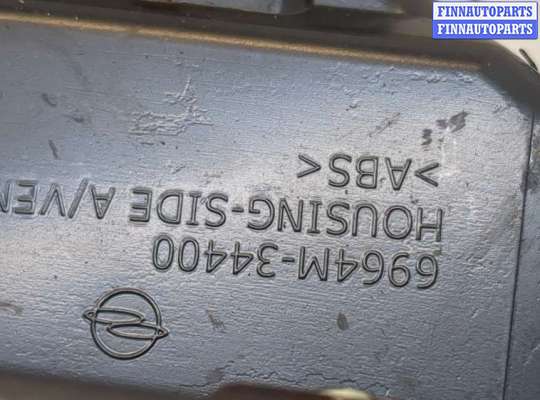 FINNAUTOPARTS
FINNAUTOPARTS
6964M-34400
HOUSING-SIDE A/VEN
>ABS<